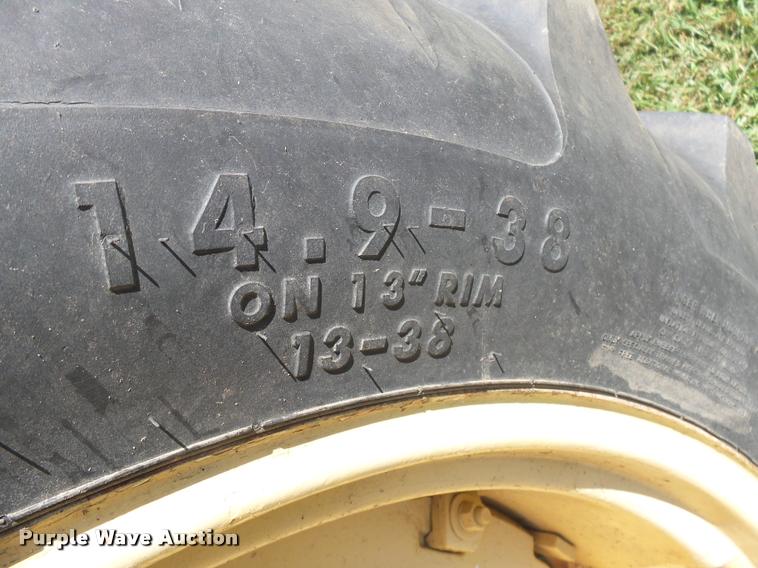 14.9-38
ON 13" RIM
13-38
Purple Wave Auction